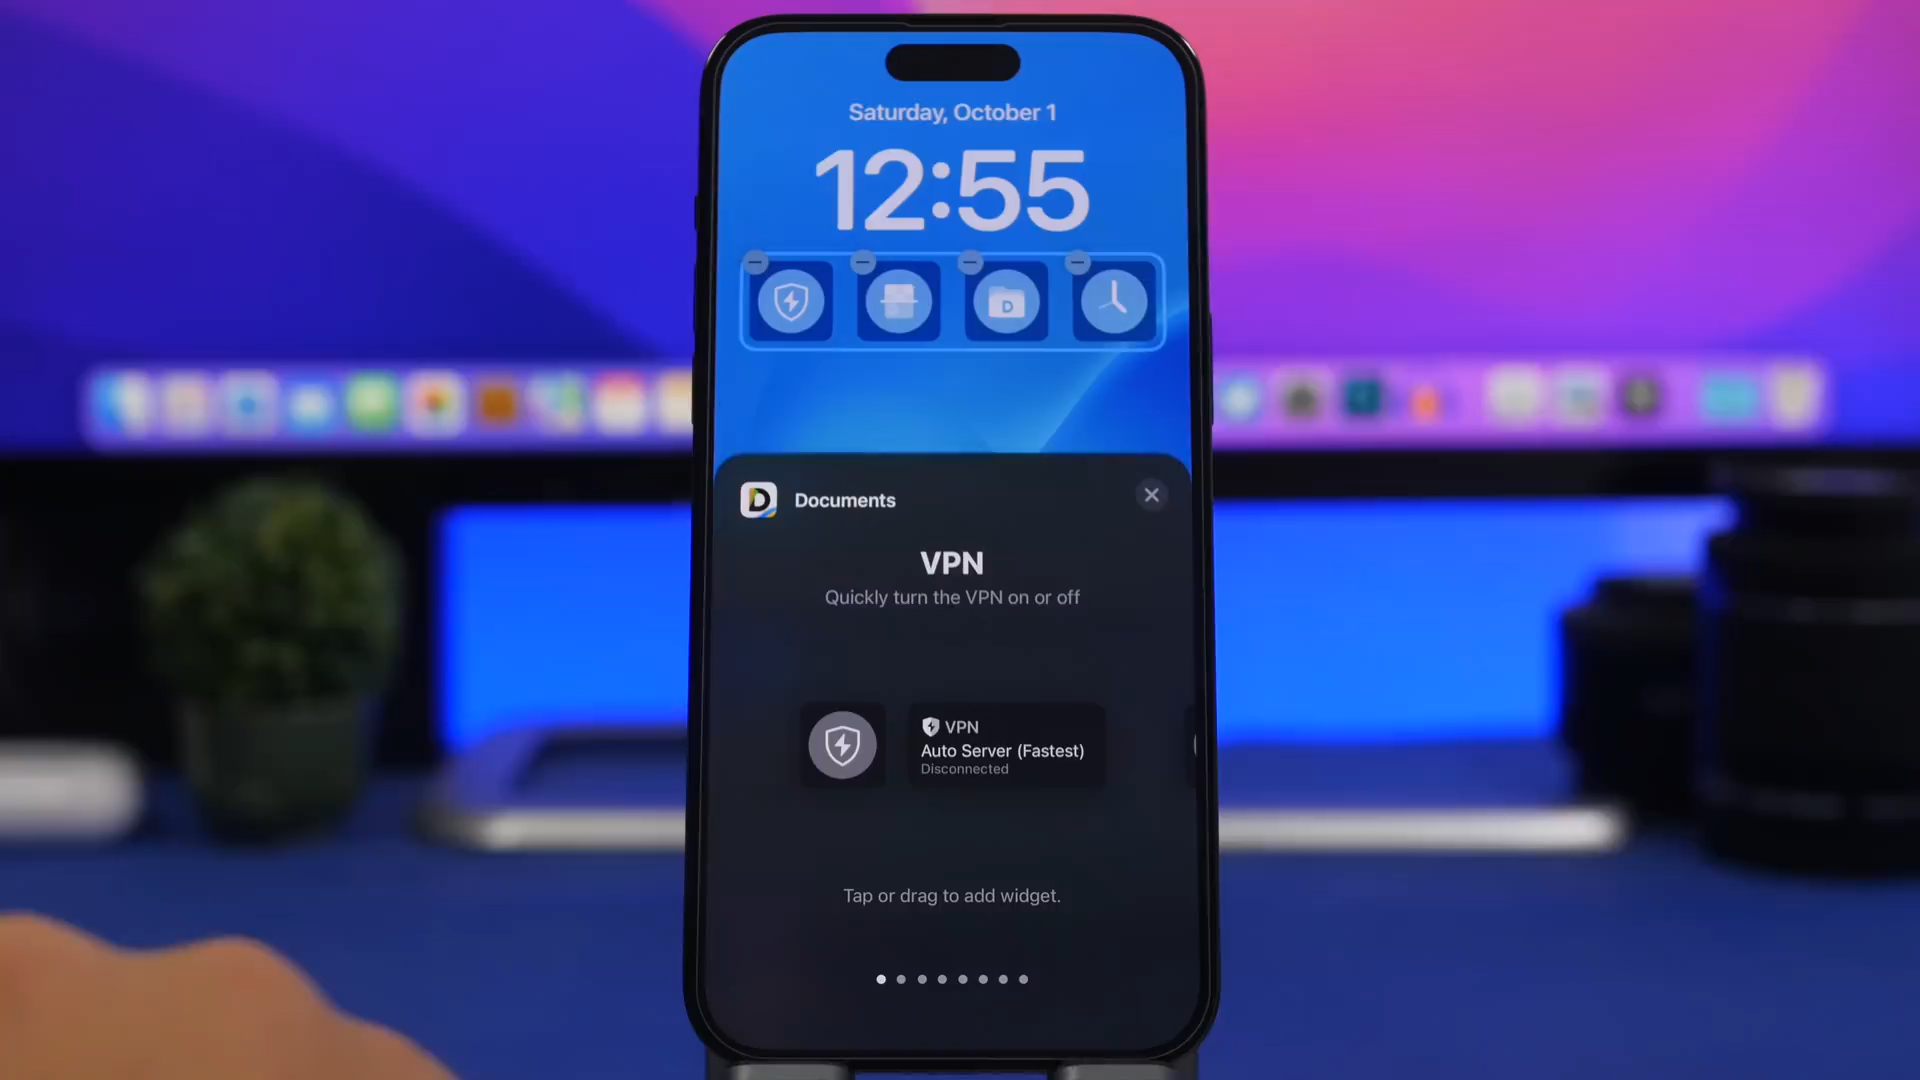 Saturday, October 1
12:55
D
D
Documents
VPN
Quickly turn the VPN on or off
VPN
Auto Server (Fastest)
Disconnected
Tap or drag to add widget.